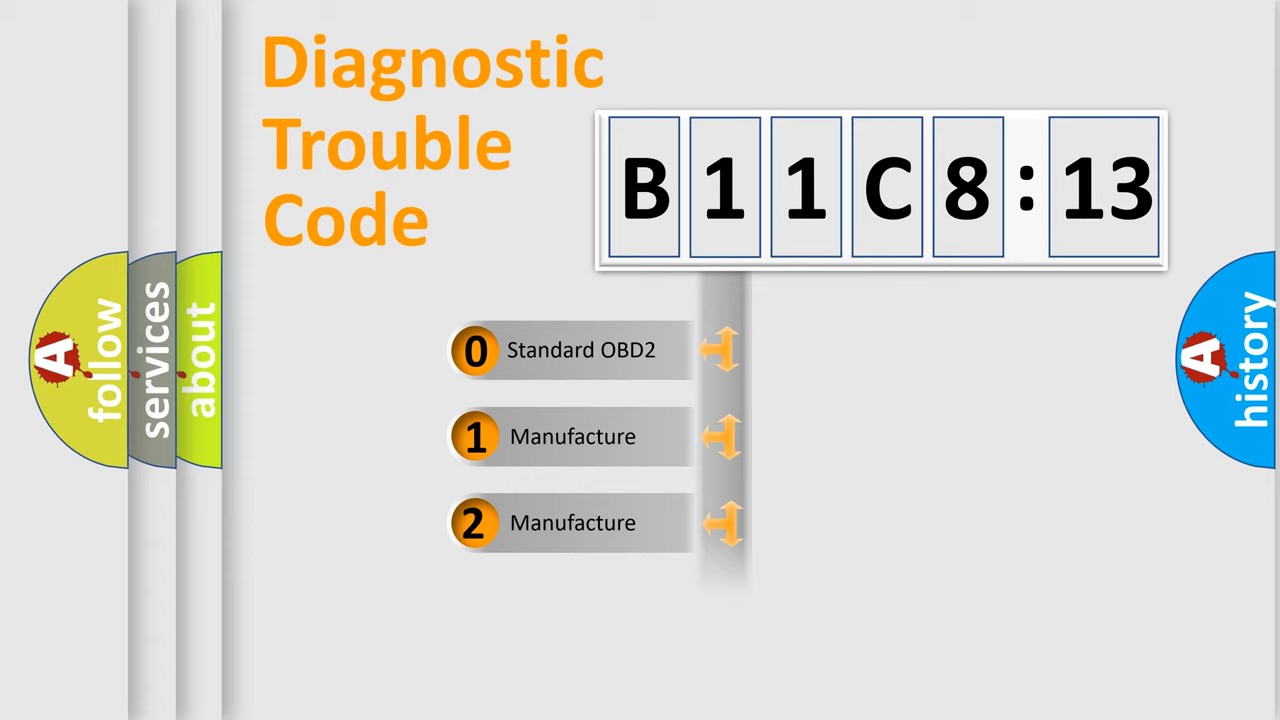 Diagnostic
Trouble
Code
B 1 1 C 8 : 13
0 Standard OBD2
1 Manufacture
2 Manufacture
A follow
services
about
A history